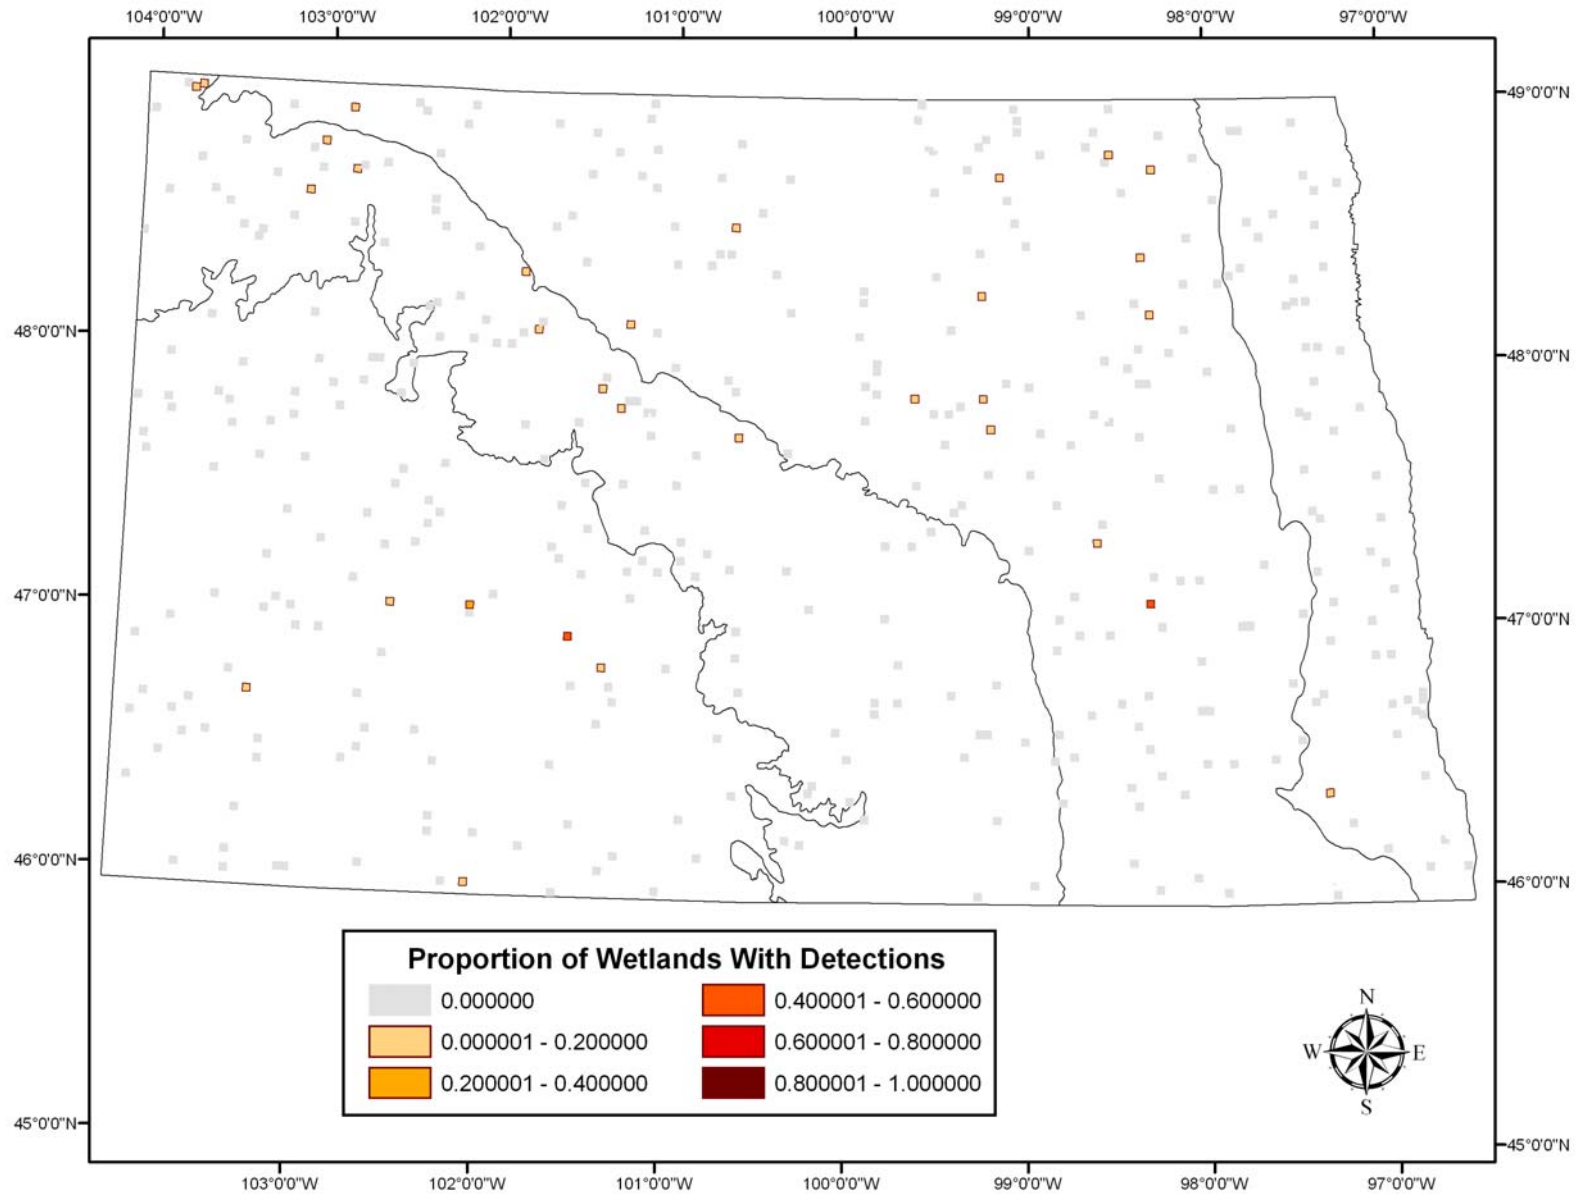 104°0'0"W 103°0'0"W 102°0'0"W 101°0'0"W 100°0'0"W 99°0'0"W 98°0'0"W 97°0'0"W
49°0'0"N
48°0'0"N
48°0'0"N
47°0'0"N
47°0'0"N
46°0'0"N
46°0'0"N
Proportion of Wetlands With Detections
0.000000 0.400001 - 0.600000
0.000001 - 0.200000 0.600001 - 0.800000
0.200001 - 0.400000 0.800001 - 1.000000
N
W E
S
45°0'0"N
45°0'0"N
103°0'0"W 102°0'0"W 101°0'0"W 100°0'0"W 99°0'0"W 98°0'0"W 97°0'0"W